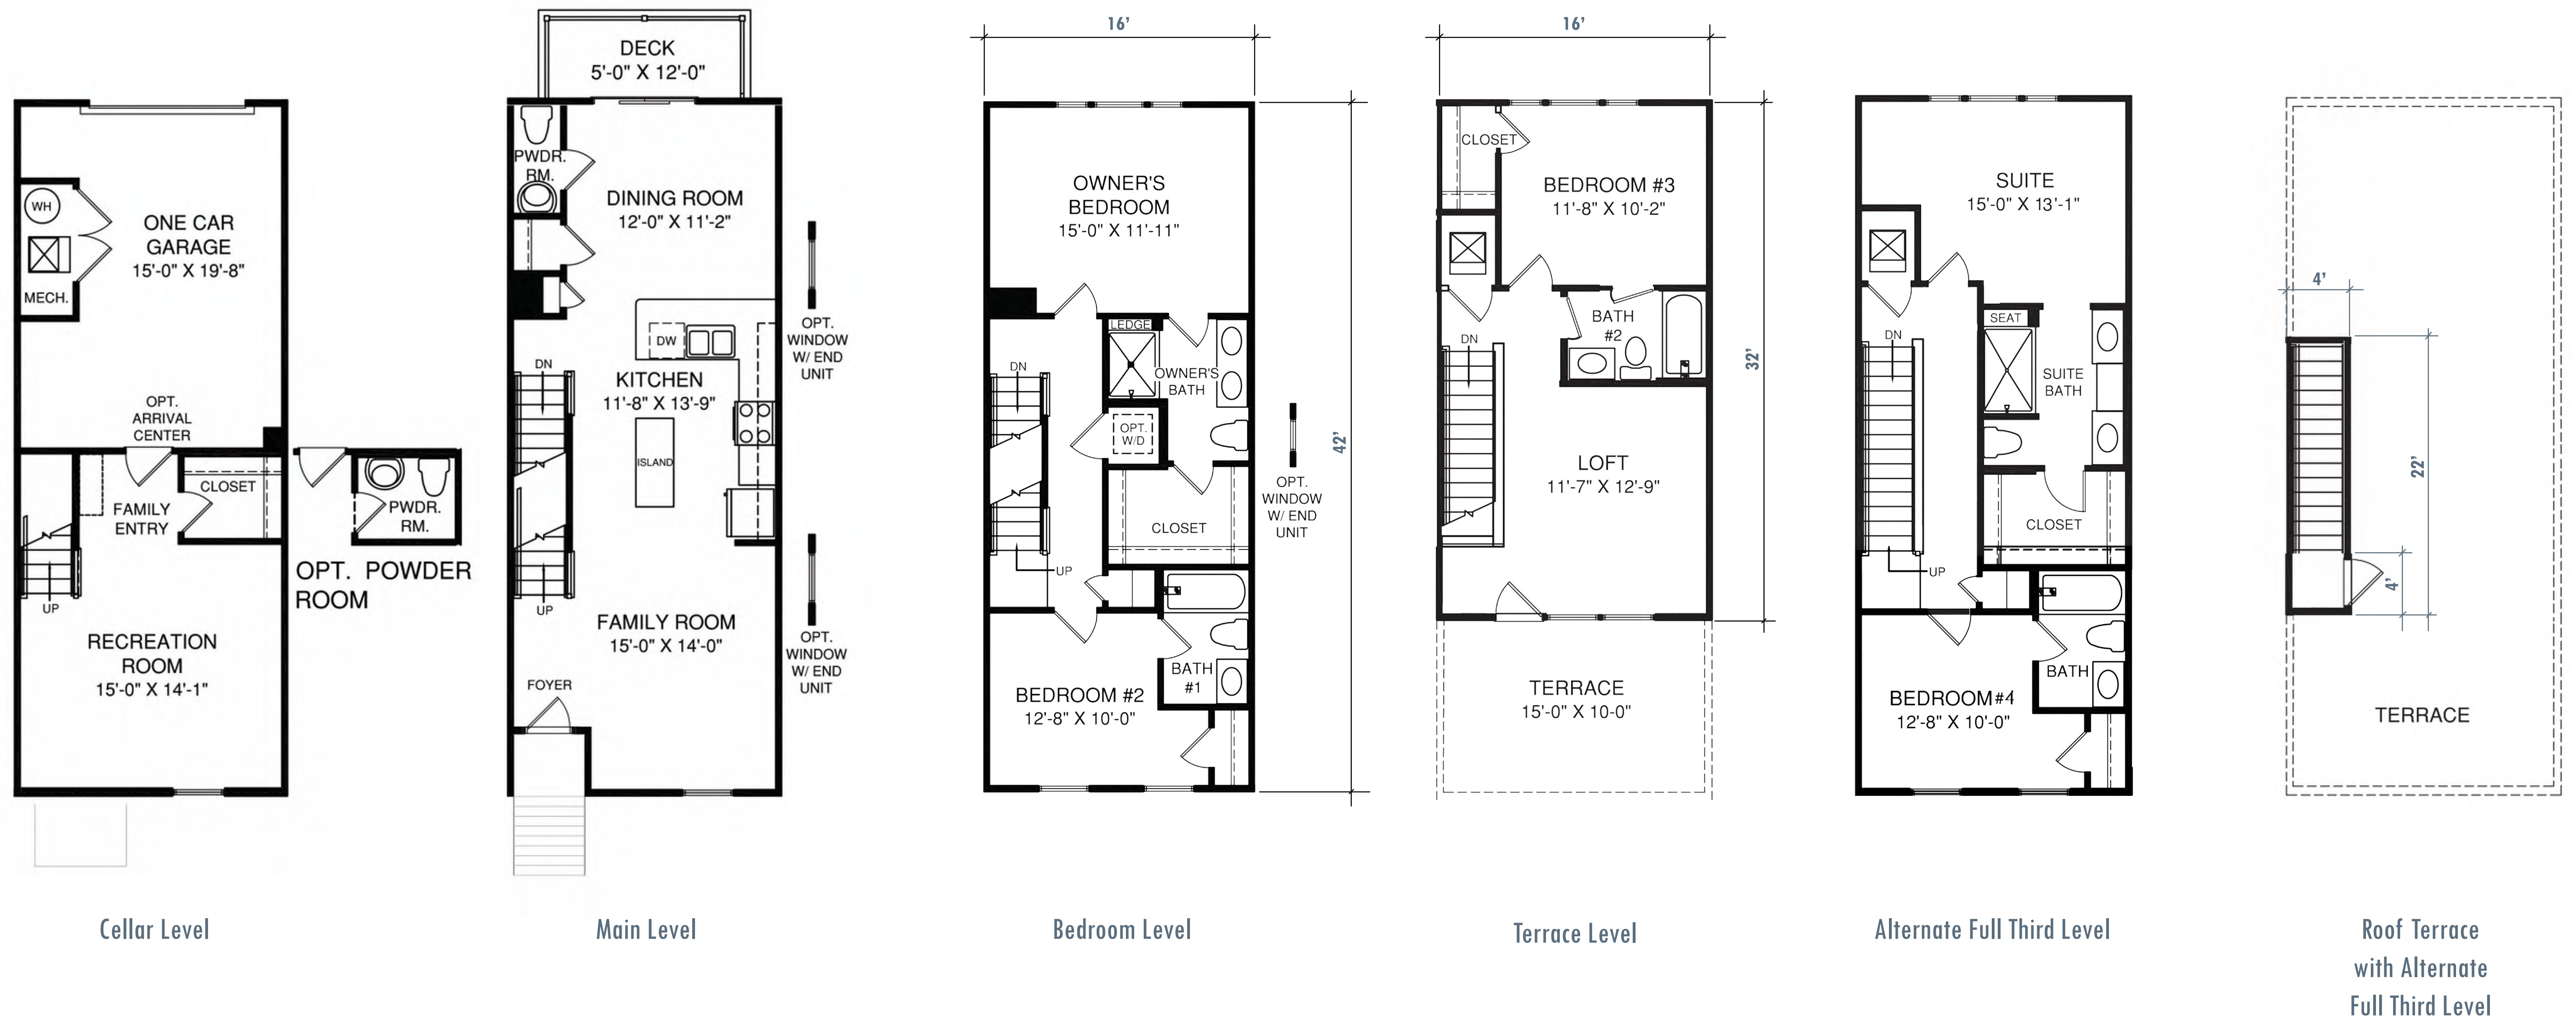 WH
MECH.
ONE CAR
GARAGE
15'-0" X 19'-8"
OPT.
ARRIVAL
CENTER
CLOSET
FAMILY
ENTRY
UP
RECREATION
ROOM
15'-0" X 14'-1"
PWDR.
RM.
OPT. POWDER
ROOM
Cellar Level
DECK
5'-0" X 12'-0"
PWDR.
RM.
DINING ROOM
12'-0" X 11'-2"
DW
DN
KITCHEN
11'-8" X 13'-9"
ISLAND
UP
FAMILY ROOM
15'-0" X 14'-0"
FOYER
OPT.
WINDOW
W/ END
UNIT
OPT.
WINDOW
W/ END
UNIT
Main Level
16'
OWNER'S
BEDROOM
15'-0" X 11'-11"
LEDGE
DN
OWNER'S
BATH
OPT.
W/D
CLOSET
UP
BATH
#1
BEDROOM #2
12'-8" X 10'-0"
42'
OPT.
WINDOW
W/ END
UNIT
Bedroom Level
16'
CLOSET
BEDROOM #3
11'-8" X 10'-2"
BATH
#2
DN
32'
LOFT
11'-7" X 12'-9"
TERRACE
15'-0" X 10-0"
Terrace Level
SUITE
15'-0" X 13'-1"
DN
SEAT
SUITE
BATH
CLOSET
UP
BATH
BEDROOM#4
12'-8" X 10'-0"
Alternate Full Third Level
4'
22'
4'
TERRACE
Roof Terrace
with Alternate
Full Third Level